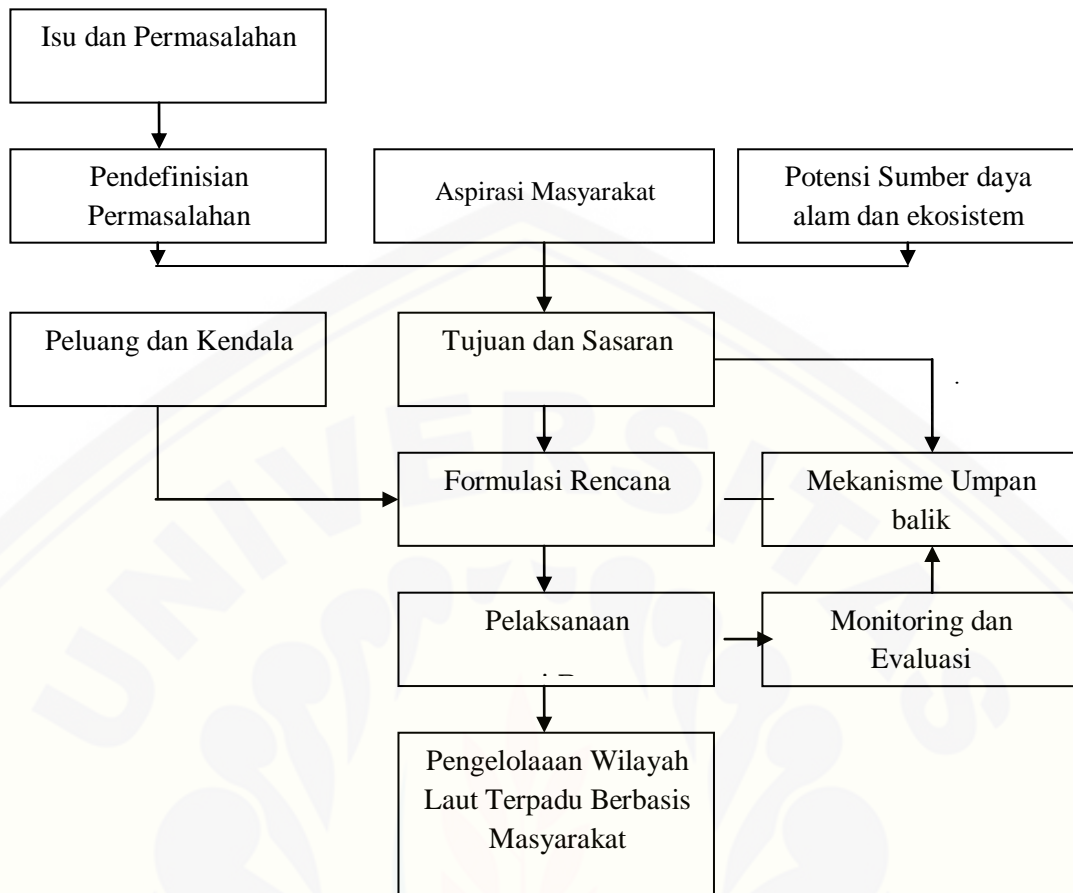 Isu dan Permasalahan
Pendefinisian
Permasalahan
Aspirasi Masyarakat
Potensi Sumber daya
alam dan ekosistem
Peluang dan Kendala
Tujuan dan Sasaran
Formulasi Rencana
Mekanisme Umpan
balik
Pelaksanaan
Monitoring dan
Evaluasi
Pengelolaaan Wilayah
Laut Terpadu Berbasis
Masyarakat
UNIVERSITAS